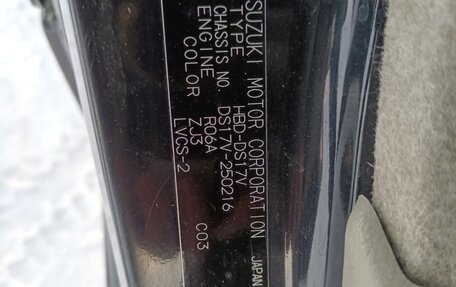 SUZUKI MOTOR CORPORATION JAPAN
TYPE HBD-DS17V
CHASSIS NO. DS17V-250216
ENGINE R06A
COLOR ZJ3 C03
LVCS-2